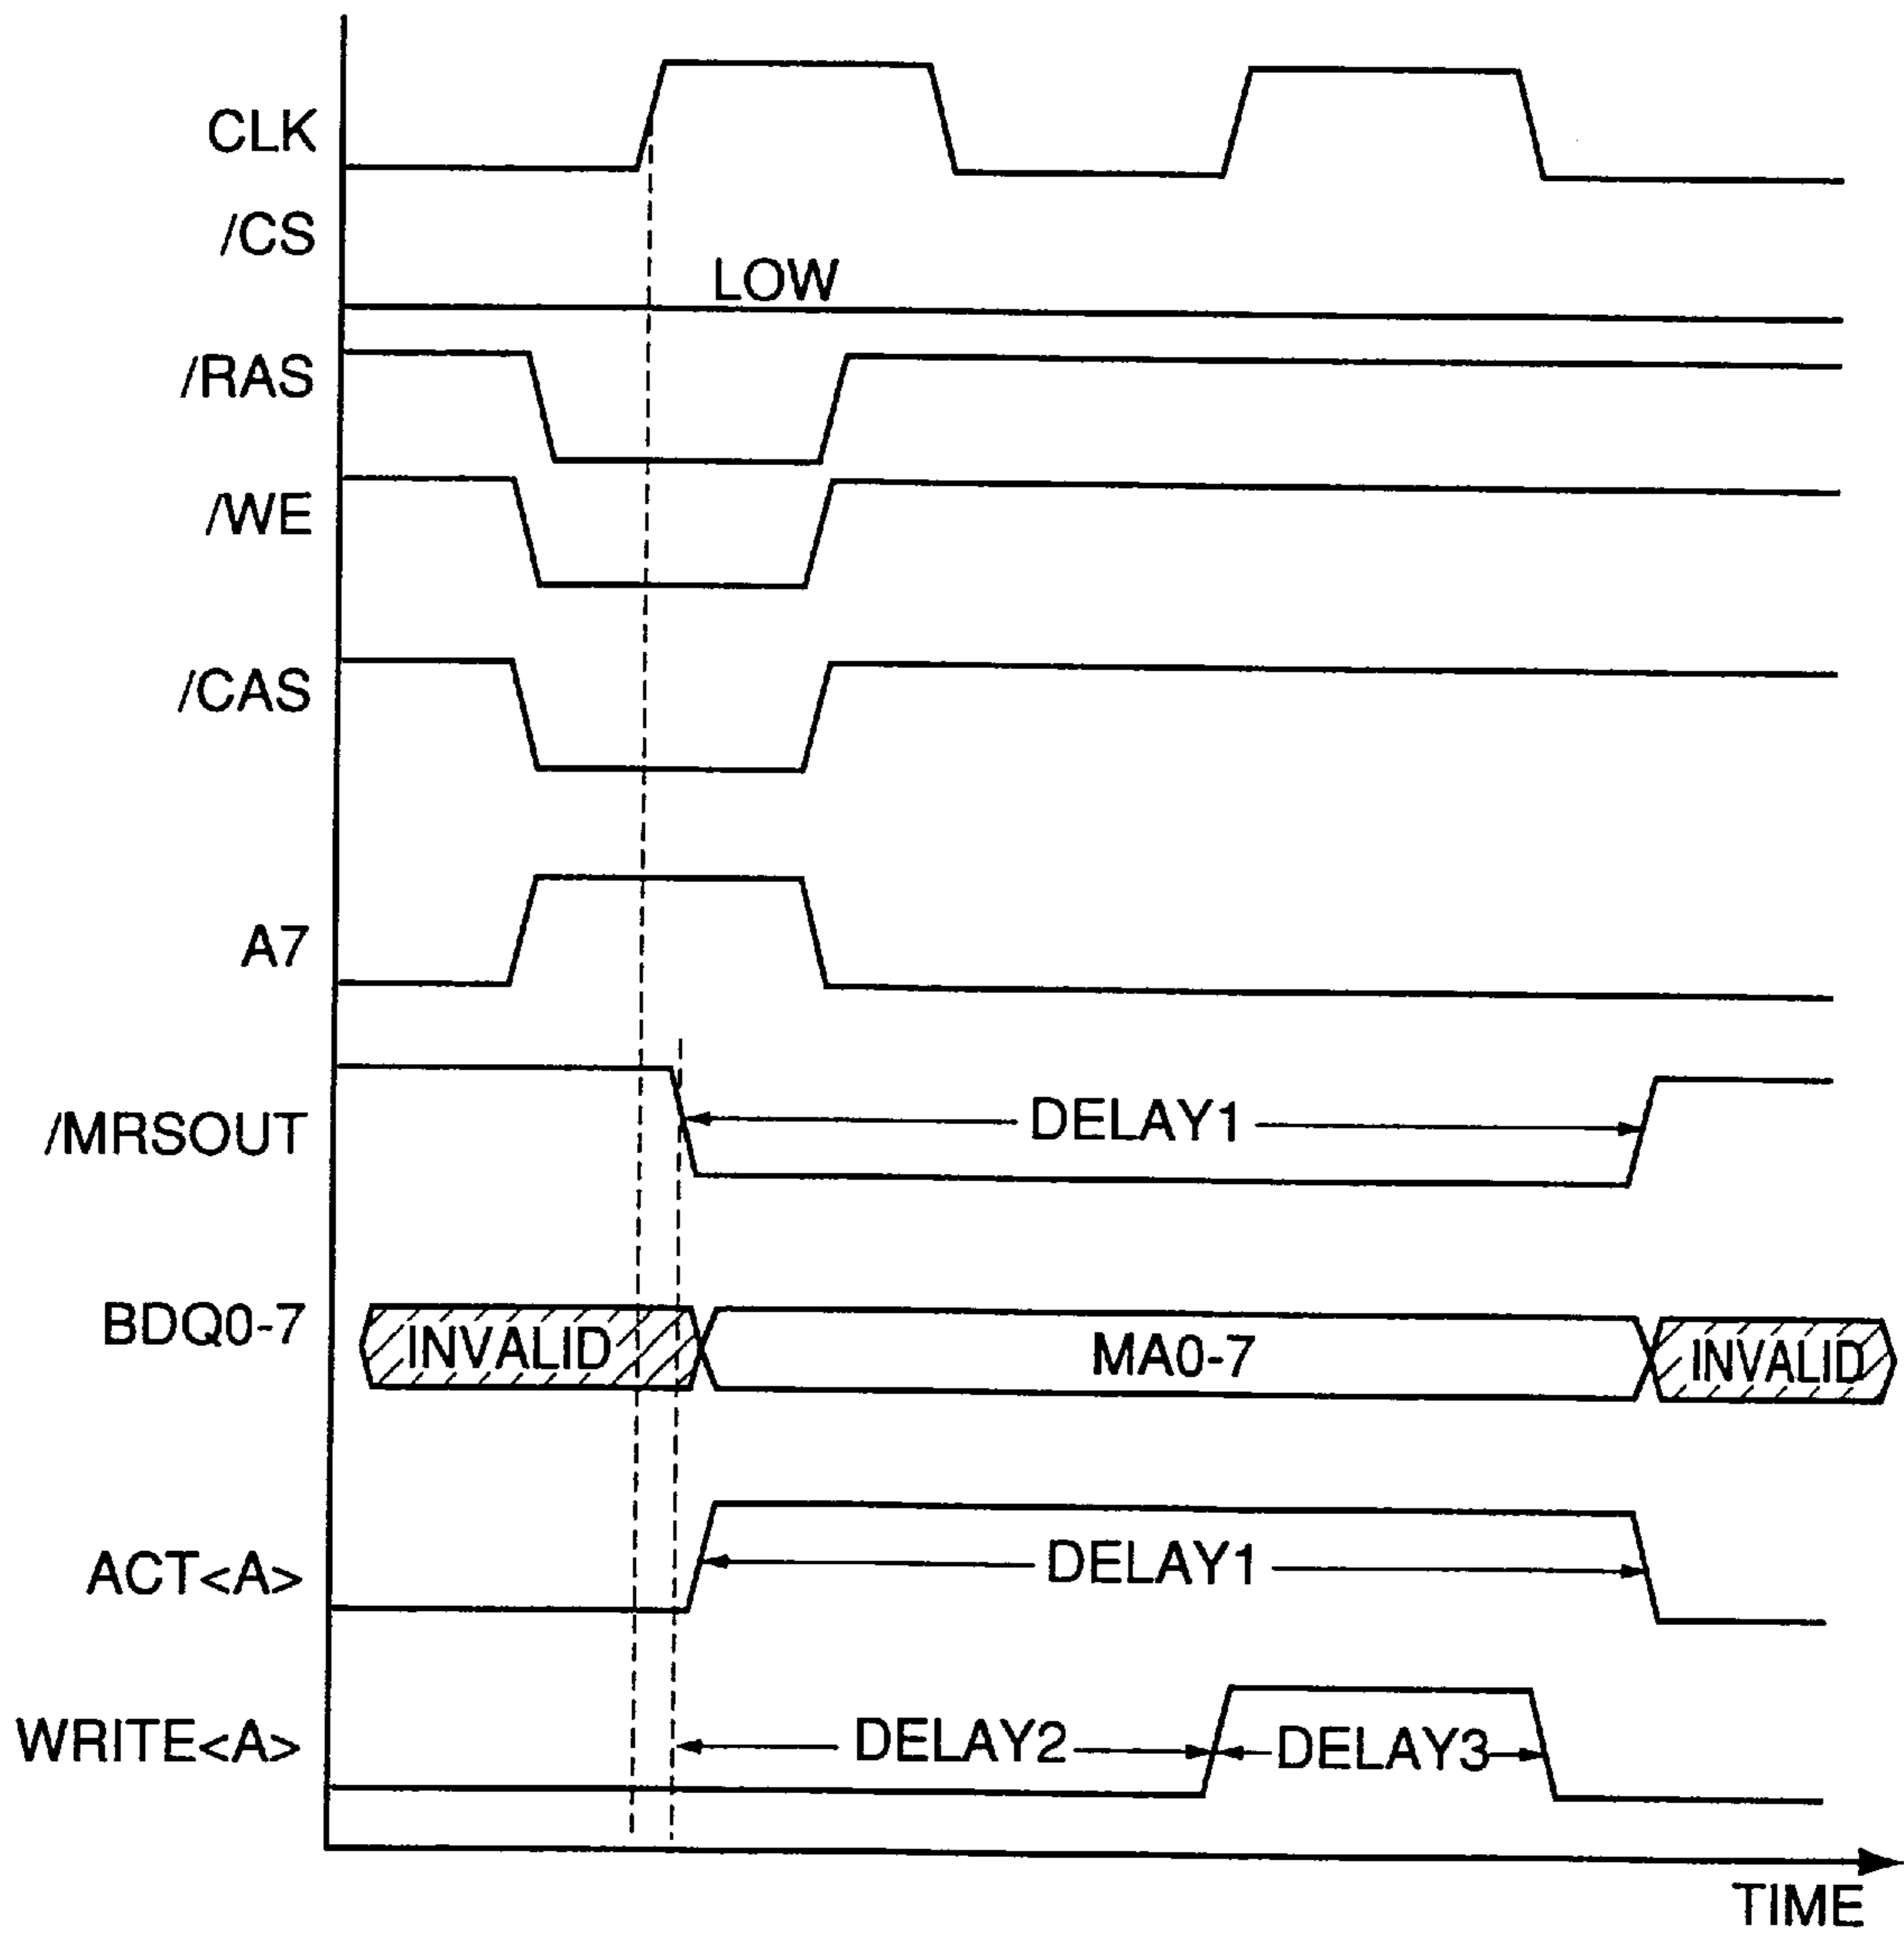 CLK
/CS
LOW
/RAS
/WE
/CAS
A7
/MRSOUT
DELAY1
BDQ0-7
INVALID
MA0-7
INVALID
ACT<A>
DELAY1
WRITE<A>
DELAY2
DELAY3
TIME